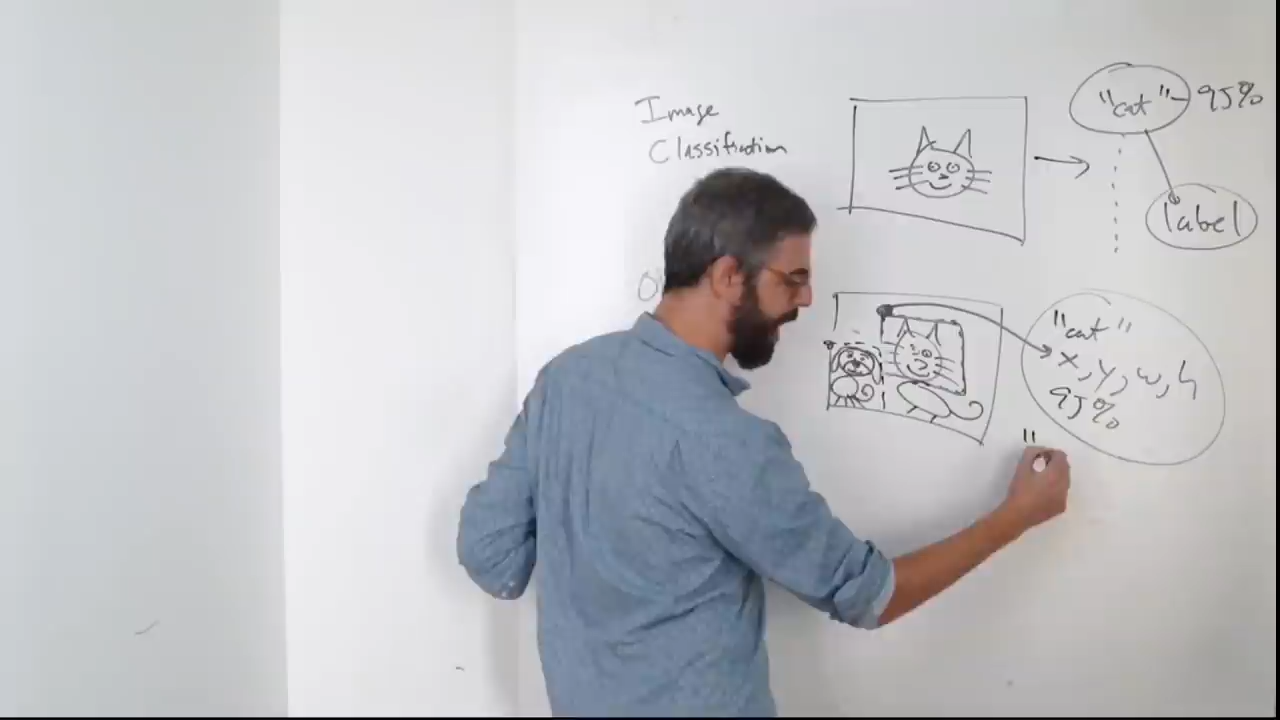 Image
Classification
"cat" - 95%
label
"cat"
x, y, w, h
95%
"